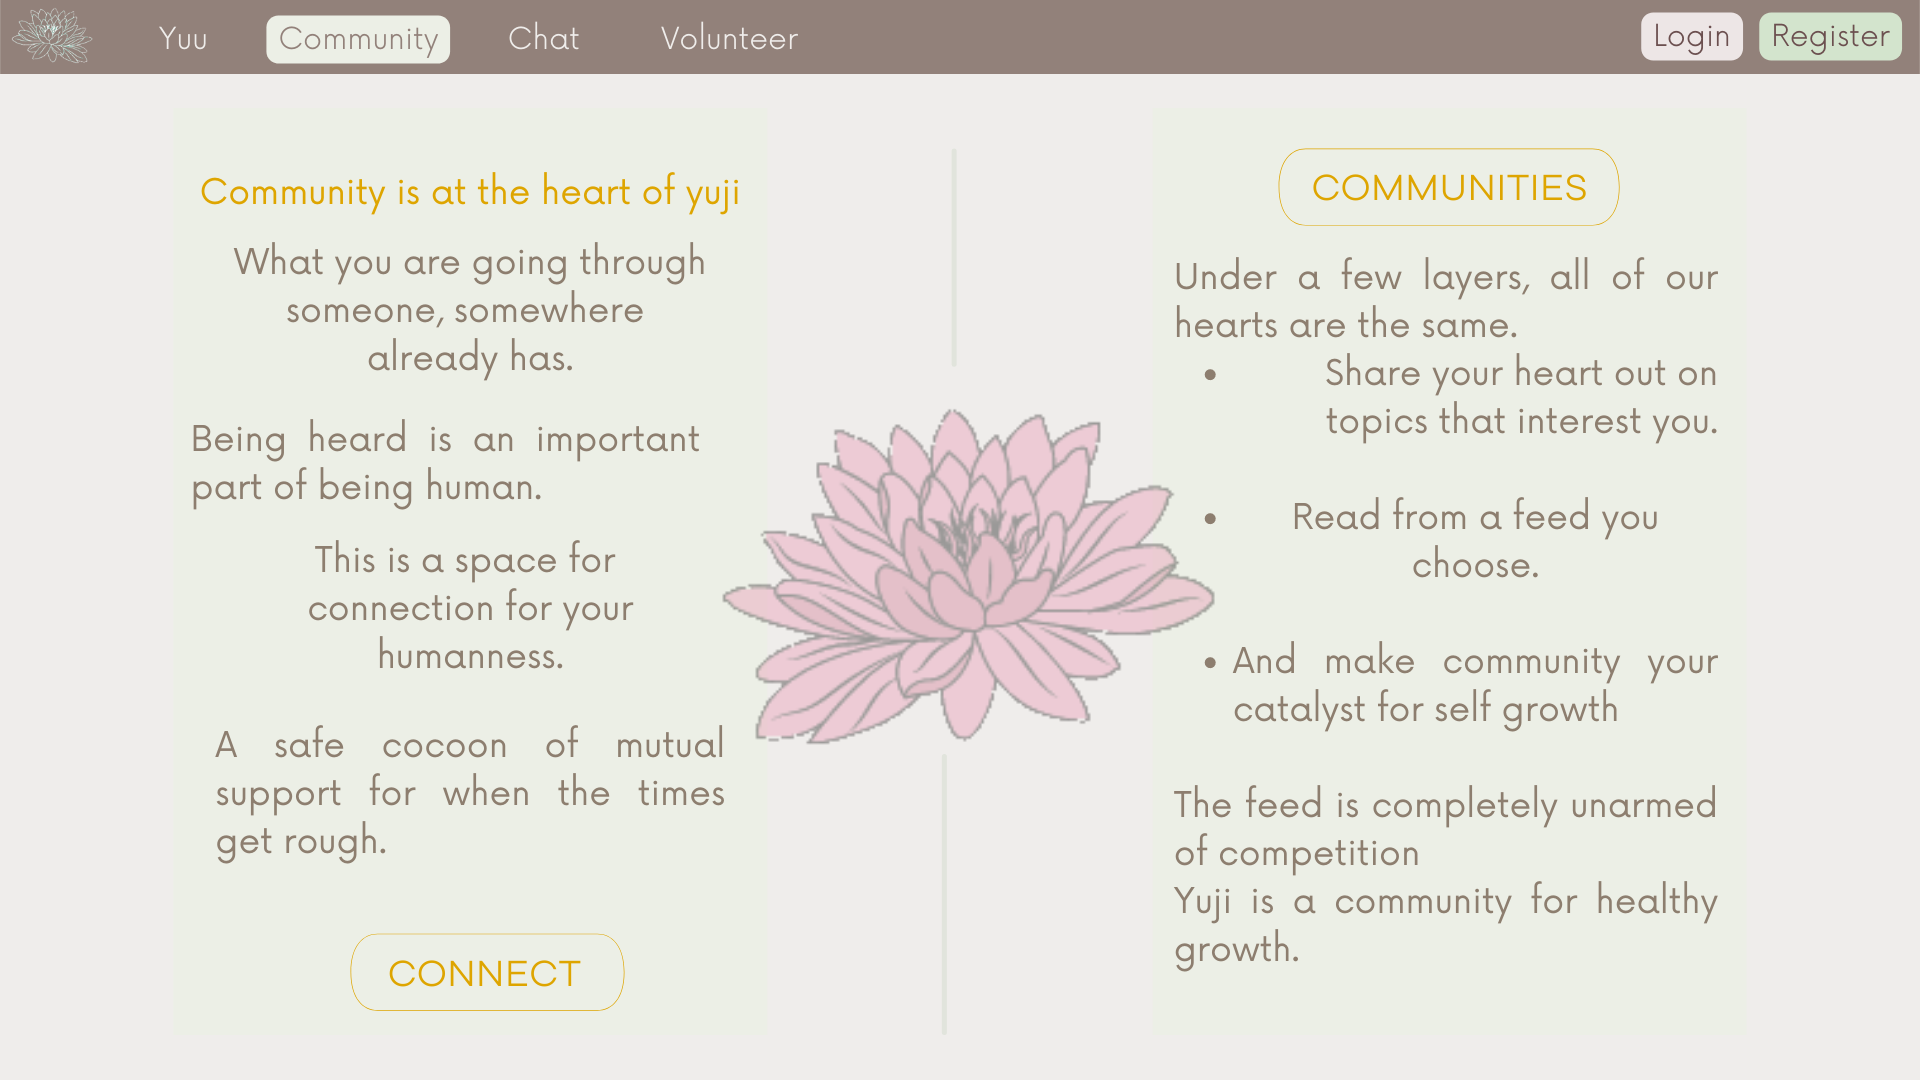 Yuu
Community
Chat
Volunteer
Login
Register
Community is at the heart of yuji
What you are going through
someone, somewhere
already has.
Being heard is an important
part of being human.
This is a space for
connection for your
humanness.
A safe cocoon of mutual
support for when the times
get rough.
CONNECT
COMMUNITIES
Under a few layers, all of our
hearts are the same.
• Share your heart out on
topics that interest you.
• Read from a feed you
choose.
• And make community your
catalyst for self growth
The feed is completely unarmed
of competition
Yuji is a community for healthy
growth.